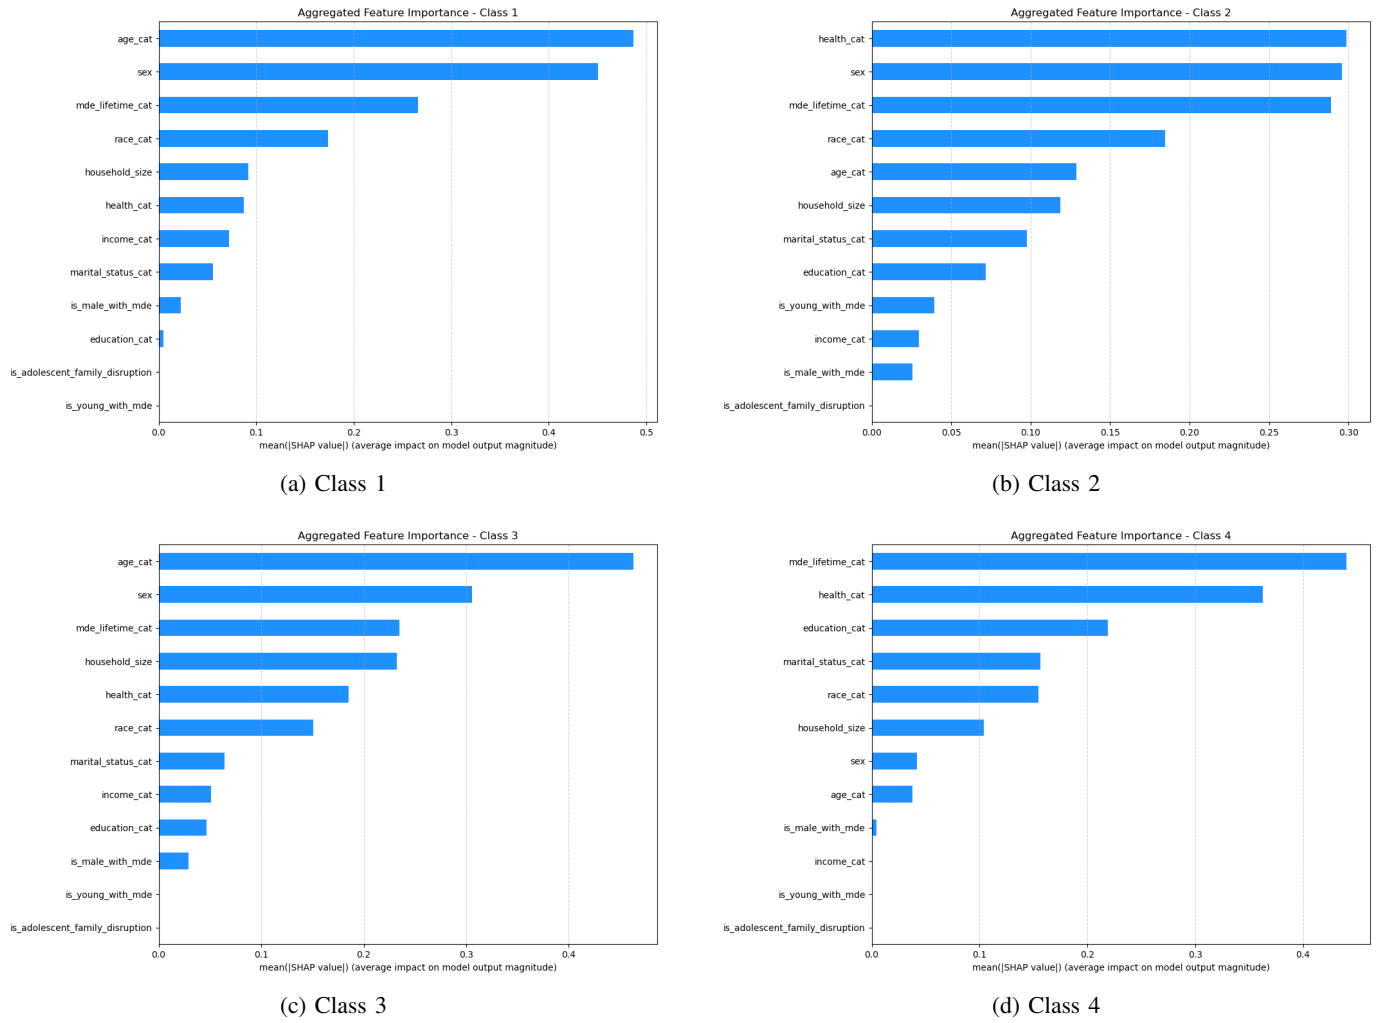 Aggregated Feature Importance - Class 1
age_cat
sex
mde_lifetime_cat
race_cat
household_size
health_cat
income_cat
marital_status_cat
is_male_with_mde
education_cat
is_adolescent_family_disruption
is_young_with_mde
0.0 0.1 0.2 0.3 0.4 0.5
mean(|SHAP value|) (average impact on model output magnitude)
(a) Class 1
Aggregated Feature Importance - Class 2
health_cat
sex
mde_lifetime_cat
race_cat
age_cat
household_size
marital_status_cat
education_cat
is_young_with_mde
income_cat
is_male_with_mde
is_adolescent_family_disruption
0.00 0.05 0.10 0.15 0.20 0.25 0.30
mean(|SHAP value|) (average impact on model output magnitude)
(b) Class 2
Aggregated Feature Importance - Class 3
age_cat
sex
mde_lifetime_cat
household_size
health_cat
race_cat
marital_status_cat
income_cat
education_cat
is_male_with_mde
is_young_with_mde
is_adolescent_family_disruption
0.0 0.1 0.2 0.3 0.4
mean(|SHAP value|) (average impact on model output magnitude)
(c) Class 3
Aggregated Feature Importance - Class 4
mde_lifetime_cat
health_cat
education_cat
marital_status_cat
race_cat
household_size
sex
age_cat
is_male_with_mde
income_cat
is_young_with_mde
is_adolescent_family_disruption
0.0 0.1 0.2 0.3 0.4
mean(|SHAP value|) (average impact on model output magnitude)
(d) Class 4